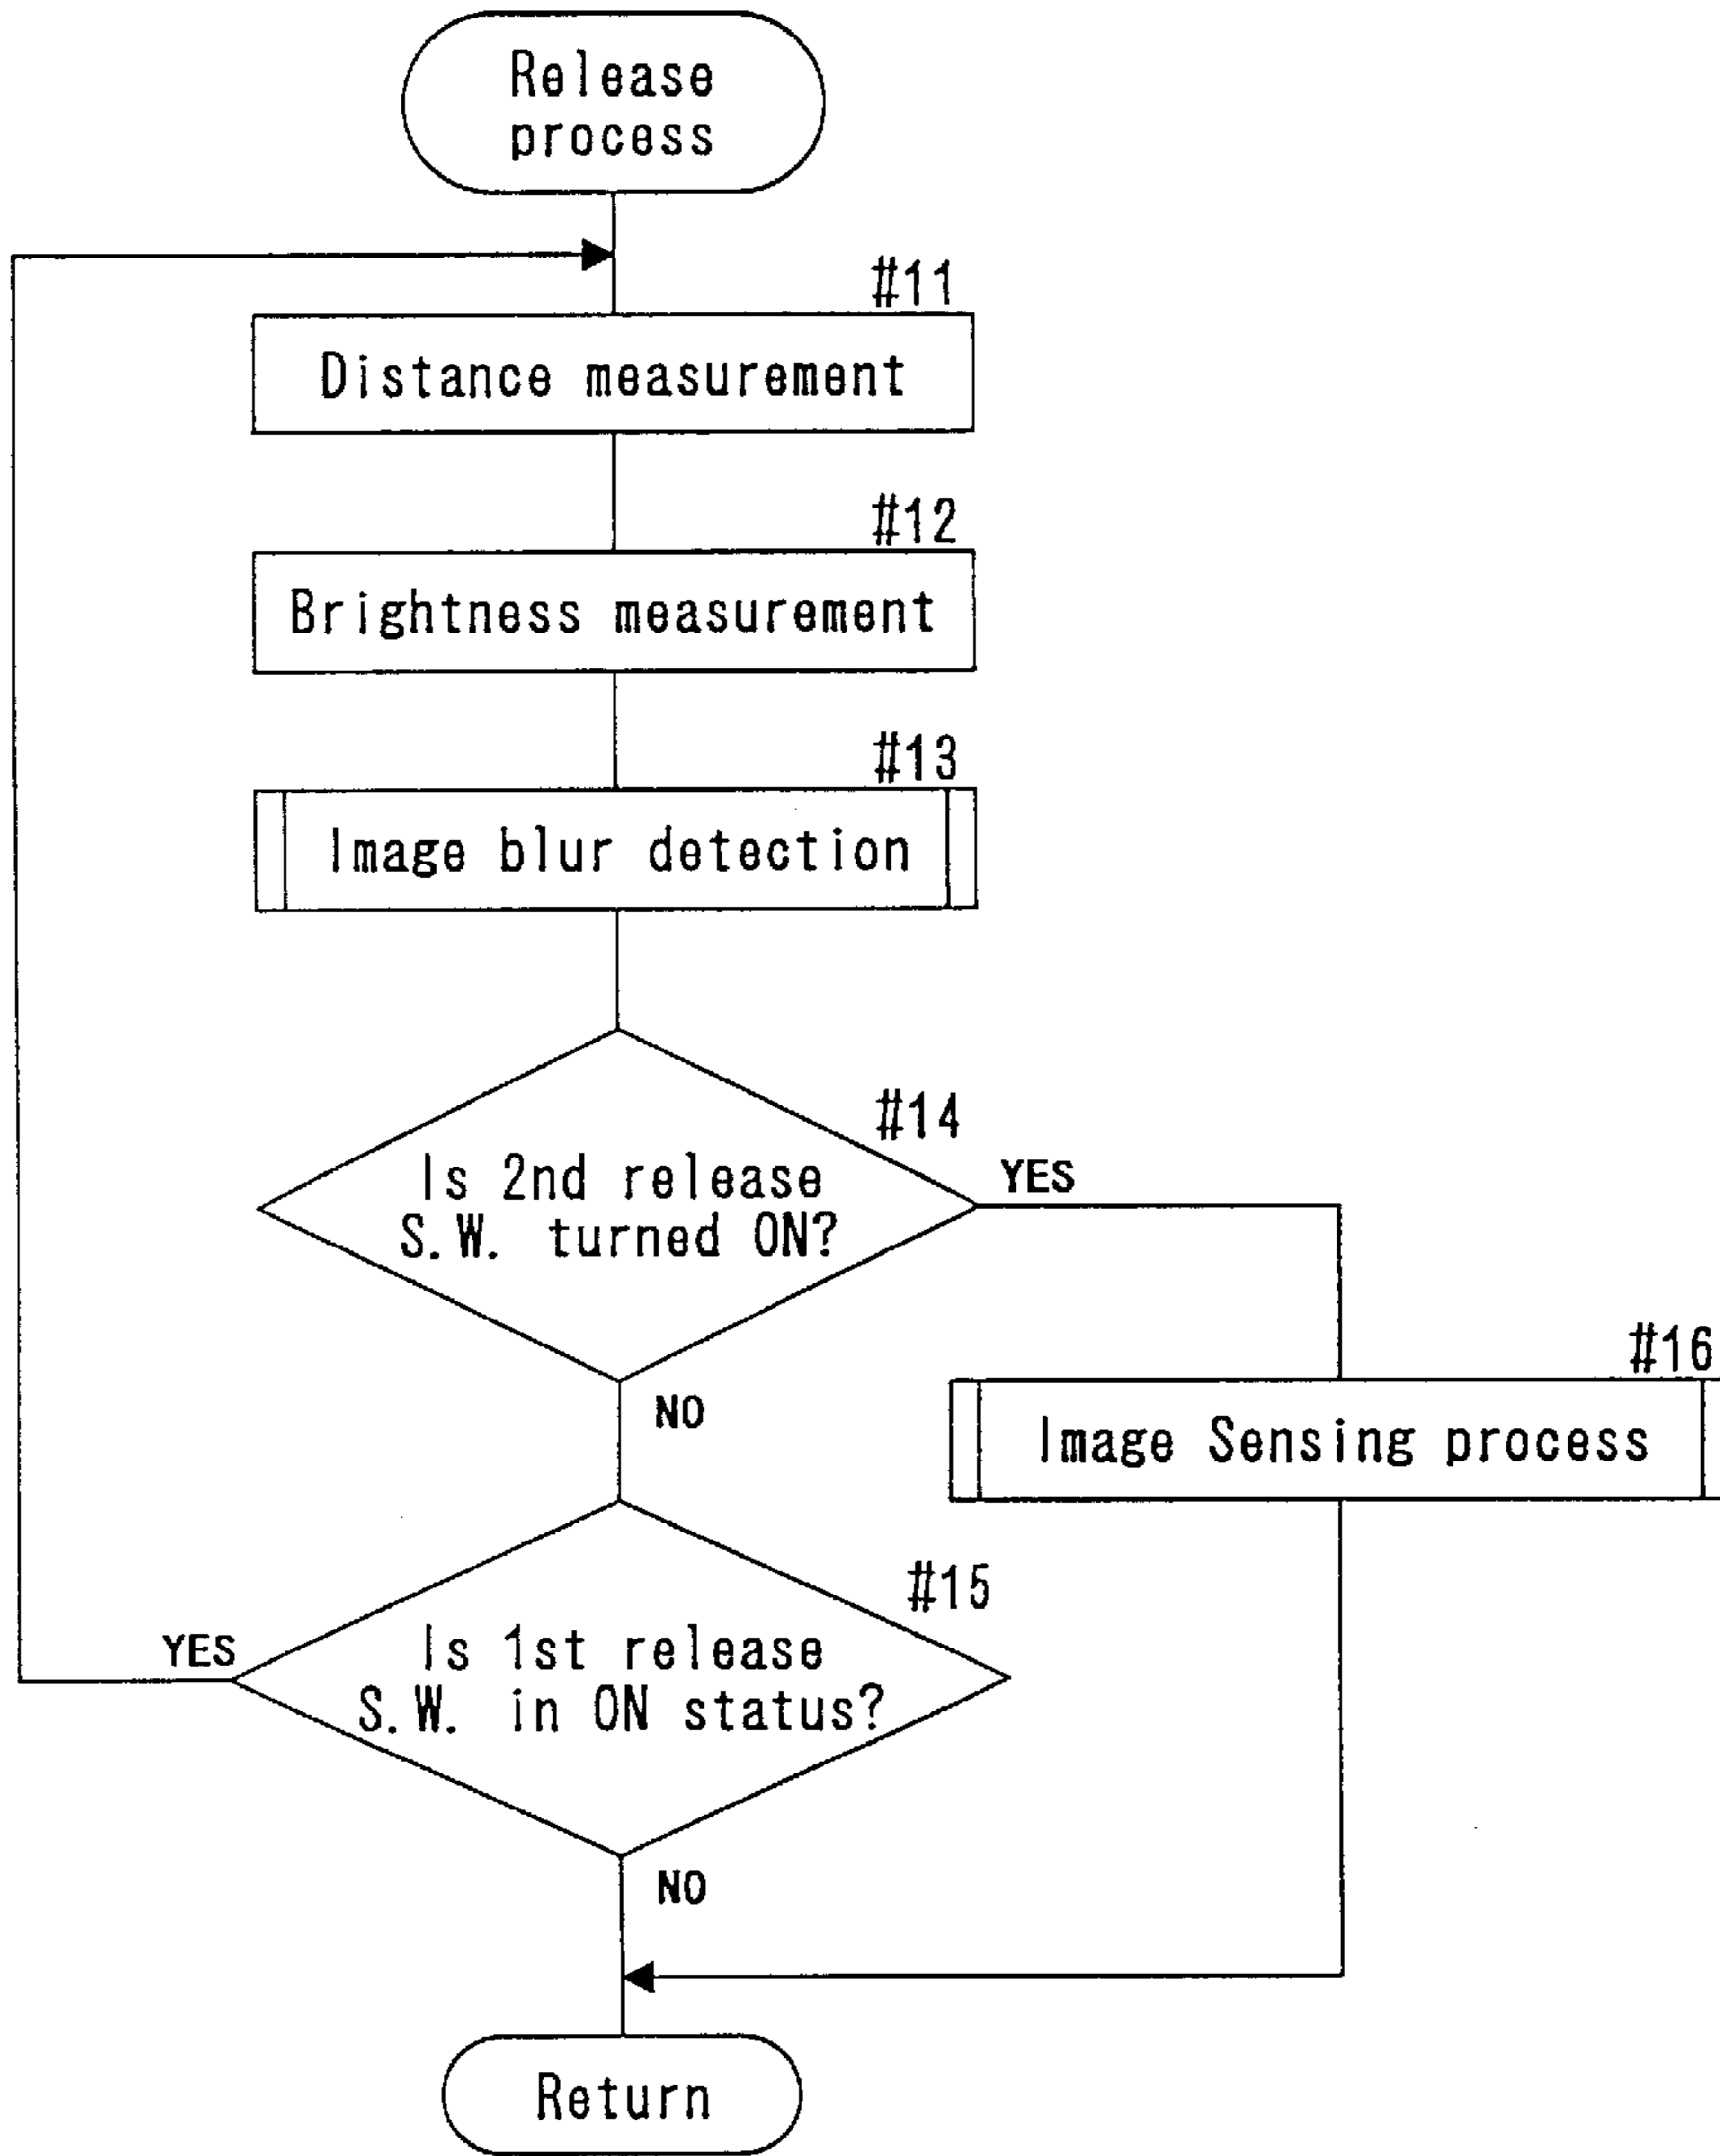 Release
process
#11
Distance measurement
#12
Brightness measurement
#13
Image blur detection
#14
Is 2nd release
S.W. turned ON?
YES
NO
#16
Image Sensing process
#15
Is 1st release
S.W. in ON status?
YES
NO
Return